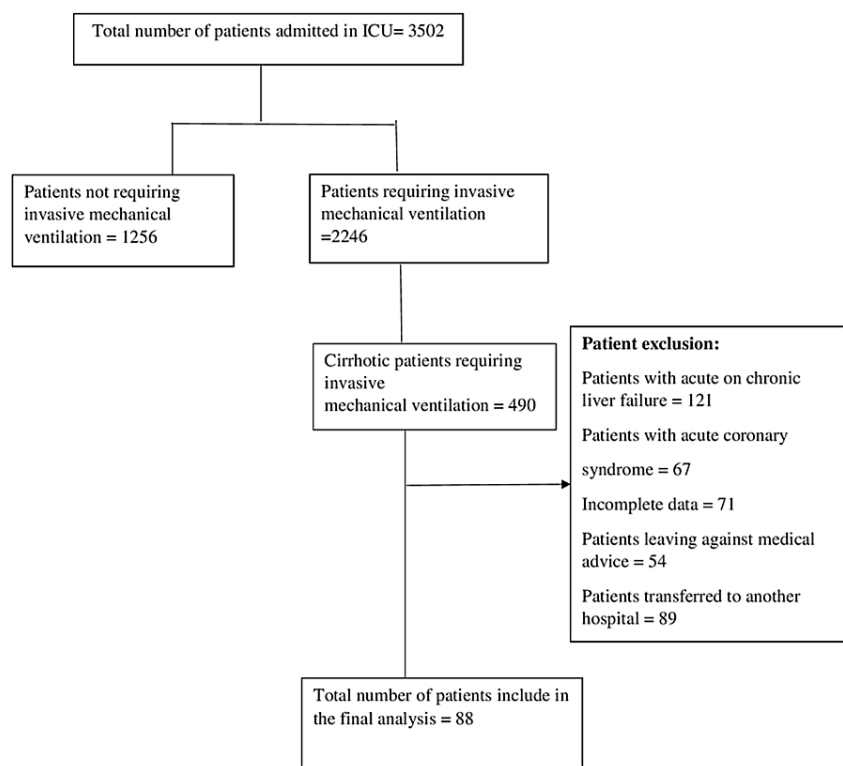 Total number of patients admitted in ICU= 3502
Patients not requiring
invasive mechanical
ventilation = 1256
Patients requiring invasive
mechanical ventilation
=2246
Cirrhotic patients requiring
invasive
mechanical ventilation = 490
Patient exclusion:
Patients with acute on chronic
liver failure = 121
Patients with acute coronary
syndrome = 67
Incomplete data = 71
Patients leaving against medical
advice = 54
Patients transferred to another
hospital = 89
Total number of patients include in
the final analysis = 88